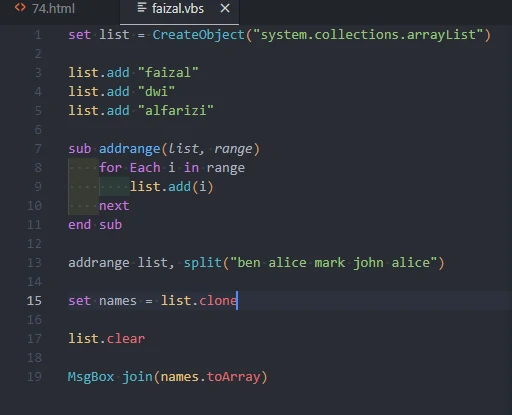 74.html
faizal.vbs
1 set list = CreateObject("system.collections.arrayList")
2
3 list.add "faizal"
4 list.add "dwi"
5 list.add "alfarizi"
6
7 sub addrange(list, range)
8     for Each i in range
9         list.add(i)
10     next
11 end sub
12
13 addrange list, split("ben alice mark john alice")
14
15 set names = list.clone
16
17 list.clear
18
19 MsgBox join(names.toArray)